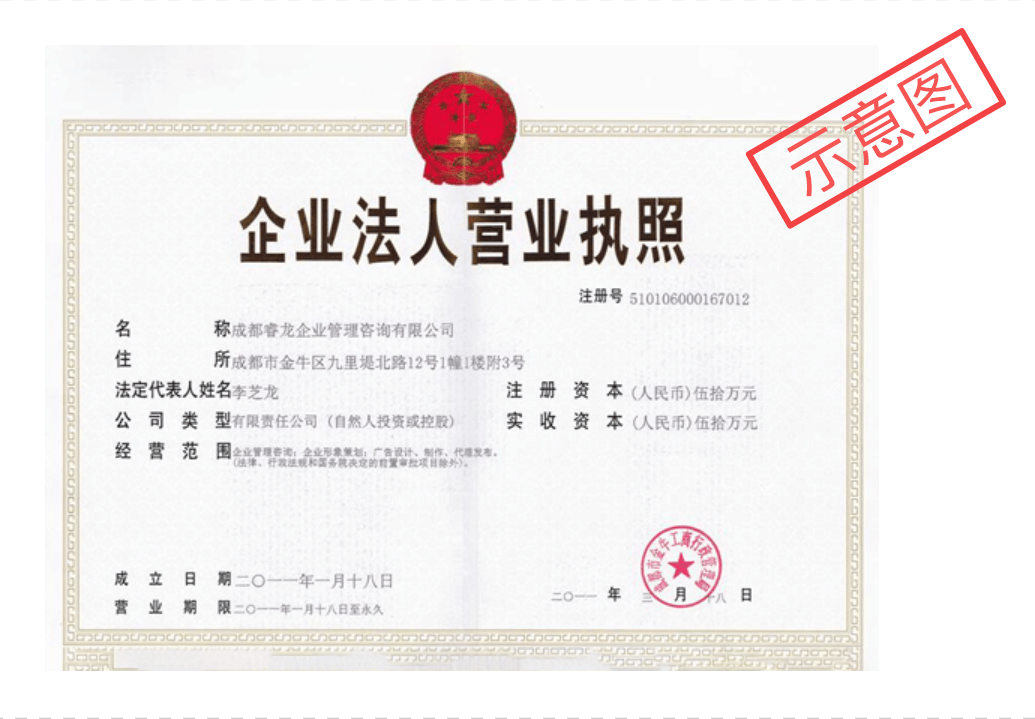 示意图
企业法人营业执照
注册号 510106000167012
名 称 成都睿龙企业管理咨询有限公司
住 所 成都市金牛区九里堤北路12号1幢1楼附3号
法定代表人姓名 李芝龙 注册资本 (人民币)伍拾万元
公司类型 有限责任公司(自然人投资或控股) 实收资本 (人民币)伍拾万元
经营范围 企业管理咨询;企业形象策划;广告设计、制作、代理发布。
(法律、行政法规和国务院决定的前置审批项目除外)。
成都市金牛工商行政管理局
成立日期 二〇一一年一月十八日
营业期限 二〇一一年一月十八日至永久
二〇一一 年 三 月 十八 日